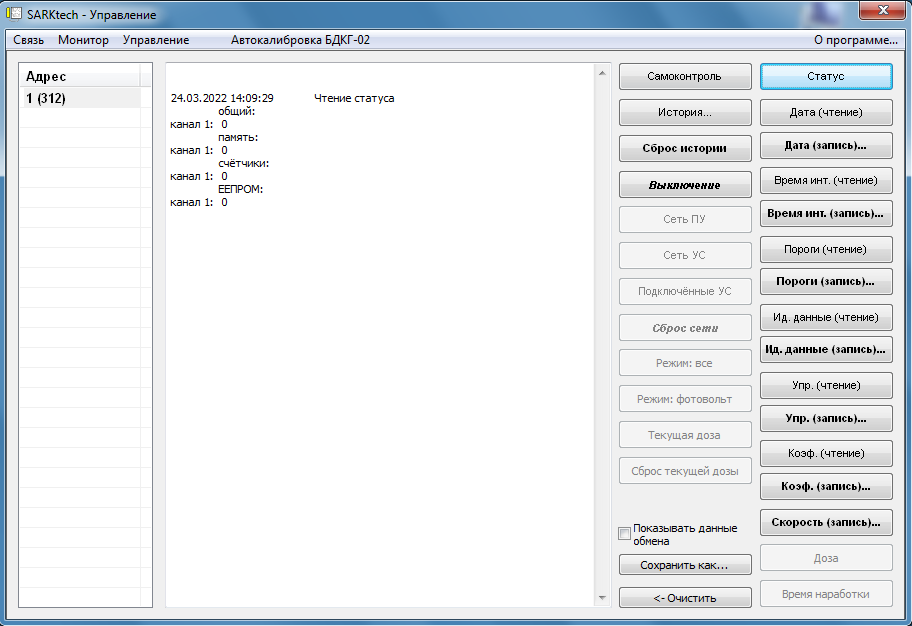 SARKtech - Управление
Связь Монитор Управление Автокалибровка БДКГ-02 О программе...
Адрес
1 (312)
24.03.2022 14:09:29 Чтение статуса
общий:
канал 1: 0
память:
канал 1: 0
счётчики:
канал 1: 0
ЕЕПРОМ:
канал 1: 0
Самоконтроль
История...
Сброс истории
Выключение
Сеть ПУ
Сеть УС
Подключённые УС
Сброс сети
Режим: все
Режим: фотовольт
Текущая доза
Сброс текущей дозы
Показывать данные
обмена
Сохранить как...
<- Очистить
Статус
Дата (чтение)
Дата (запись)...
Время инт. (чтение)
Время инт. (запись)...
Пороги (чтение)
Пороги (запись)...
Ид. данные (чтение)
Ид. данные (запись)...
Упр. (чтение)
Упр. (запись)...
Коэф. (чтение)
Коэф. (запись)...
Скорость (запись)...
Доза
Время наработки